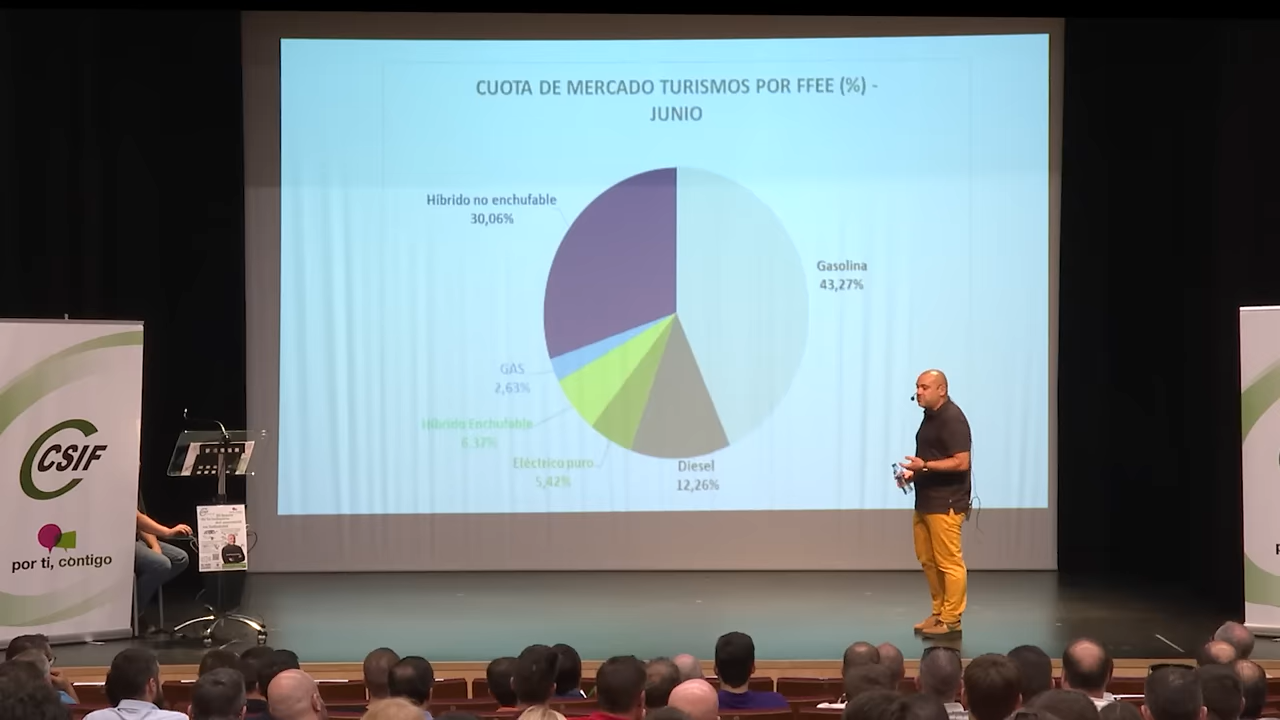 CUOTA DE MERCADO TURISMOS POR FFEE (%) -
JUNIO
Híbrido no enchufable
30,06%
Gasolina
43,27%
GAS
2,63%
Híbrido Enchufable
6,37%
Eléctrico puro
5,42%
Diesel
12,26%
CSIF
por ti, contigo